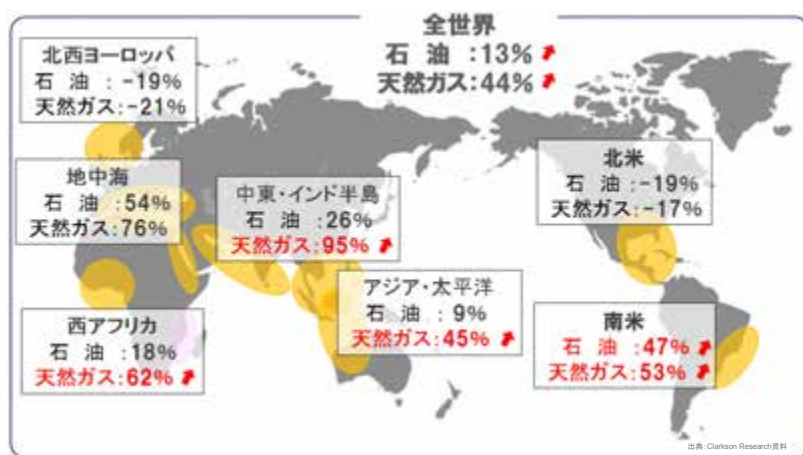 全世界
石 油 :13%
天然ガス:44%
北西ヨーロッパ
石 油 :-19%
天然ガス:-21%
地中海
石 油 :54%
天然ガス:76%
中東・インド半島
石 油 :26%
天然ガス:95%
北米
石 油 :-19%
天然ガス:-17%
アジア・太平洋
石 油 :9%
天然ガス:45%
西アフリカ
石 油 :18%
天然ガス:62%
南米
石 油 :47%
天然ガス:53%
出典: Clarkson Research資料